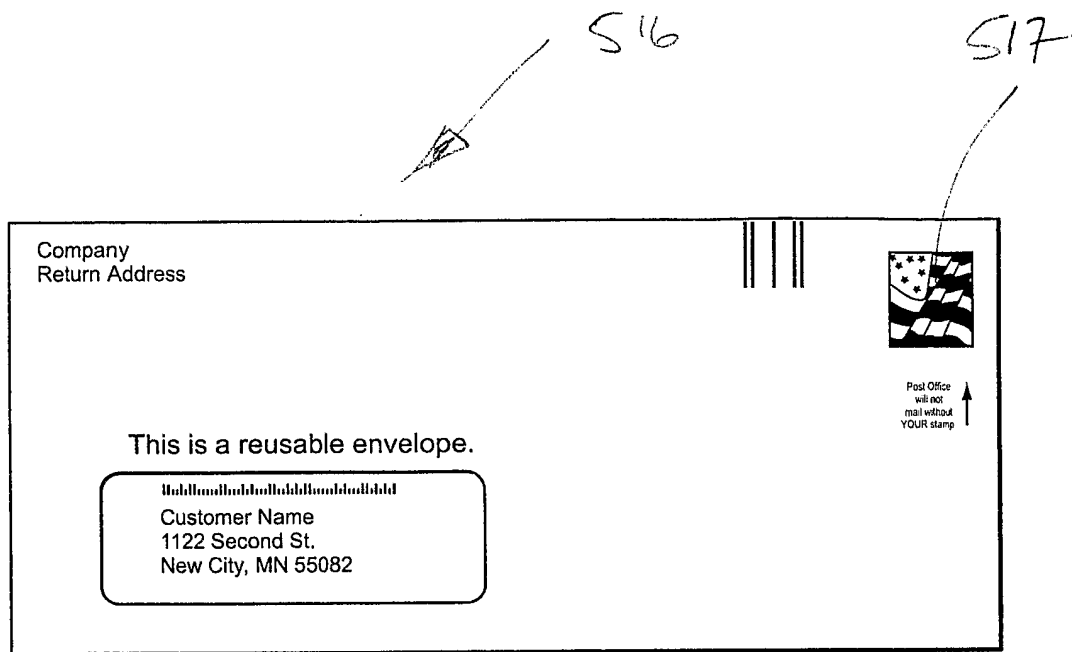 516
517
Company
Return Address
Post Office
will not
mail without
YOUR stamp
This is a reusable envelope.
Customer Name
1122 Second St.
New City, MN 55082